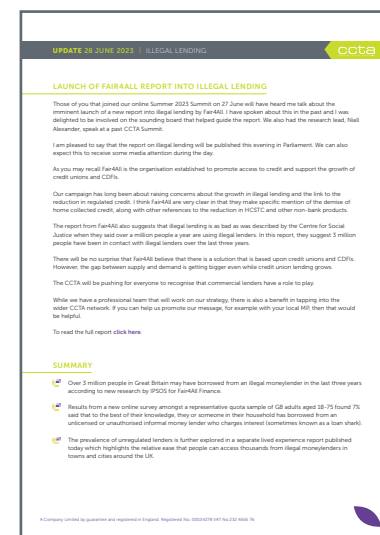 UPDATE 28 JUNE 2023 | ILLEGAL LENDING
ccta
LAUNCH OF FAIR4ALL REPORT INTO ILLEGAL LENDING
Those of you that joined our online Summer 2023 Summit on 27 June will have heard me talk about the
imminent launch of a new report into illegal lending by Fair4All. I have spoken about this in the past and I was
delighted to be involved on the sounding board that helped guide the report. We also had the research lead, Niall
Alexander, speak at a past CCTA Summit.
I am pleased to say that the report on illegal lending will be published this evening in Parliament. We can also
expect this to receive some media attention during the day.
As you may recall Fair4All is the organisation established to promote access to credit and support the growth of
credit unions and CDFIs.
Our campaign has long been about raising concerns about the growth in illegal lending and the link to the
reduction in regulated credit. I think Fair4All are very clear in that they make specific mention of the demise of
home collected credit, along with other references to the reduction in HCSTC and other non-bank products.
The report from Fair4All also suggests that illegal lending is as bad as was described by the Centre for Social
Justice when they said over a million people a year are using illegal lenders. In this report, they suggest 3 million
people have been in contact with illegal lenders over the last three years.
There will be no surprise that Fair4All believe that there is a solution that is based upon credit unions and CDFIs.
However, the gap between supply and demand is getting bigger even while credit union lending grows.
The CCTA will be pushing for everyone to recognise that commercial lenders have a role to play.
While we have a professional team that will work on our strategy, there is also a benefit in tapping into the
wider CCTA network. If you can help us promote our message, for example with your local MP, then that would
be helpful.
To read the full report click here.
SUMMARY
Over 3 million people in Great Britain may have borrowed from an illegal moneylender in the last three years
according to new research by IPSOS for Fair4All Finance.
Results from a new online survey amongst a representative quota sample of GB adults aged 18-75 found 7%
said that to the best of their knowledge, they or someone in their household has borrowed from an
unlicensed or unauthorised informal money lender who charges interest (sometimes known as a loan shark).
The prevalence of unregulated lenders is further explored in a separate lived experience report published
today which highlights the relative ease that people can access thousands from illegal moneylenders in
towns and cities around the UK.
A Company Limited by guarantee and registered in England. Registered No: 00024278 VAT No:232 4665 76